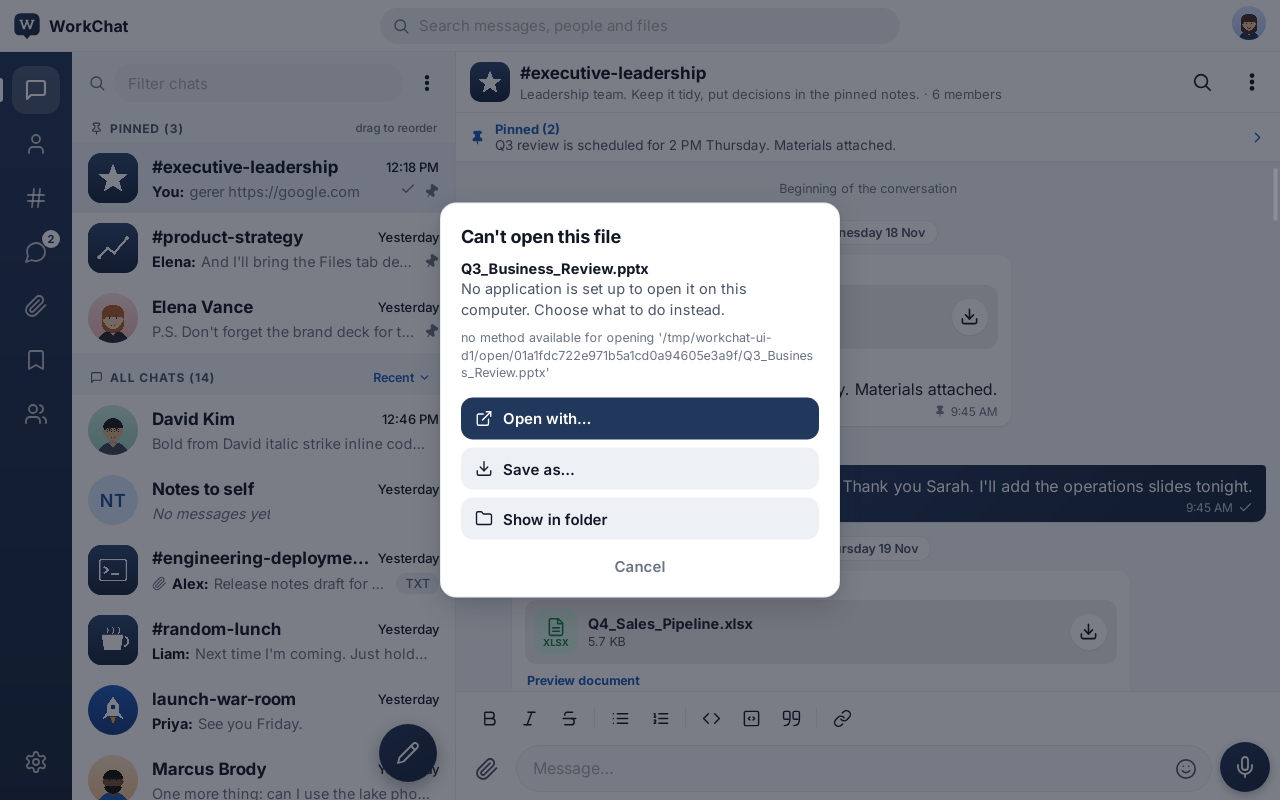 WorkChat
Search messages, people and files
Filter chats
PINNED (3)
drag to reorder
#executive-leadership
12:18 PM
You: gerer https://google.com
#product-strategy
Yesterday
Elena: And I'll bring the Files tab de...
Elena Vance
Yesterday
P.S. Don't forget the brand deck for t...
ALL CHATS (14)
Recent
David Kim
12:46 PM
Bold from David italic strike inline cod...
NT
Notes to self
Yesterday
No messages yet
#engineering-deployme...
Yesterday
Alex: Release notes draft for ...
TXT
#random-lunch
Yesterday
Liam: Next time I'm coming. Just hold...
launch-war-room
Yesterday
Priya: See you Friday.
Marcus Brody
One more thing: can I use the lake pho...
2
#executive-leadership
Leadership team. Keep it tidy, put decisions in the pinned notes. · 6 members
Pinned (2)
Q3 review is scheduled for 2 PM Thursday. Materials attached.
Beginning of the conversation
18 Nov
Materials attached.
9:45 AM
Thank you Sarah. I'll add the operations slides tonight.
9:45 AM
19 Nov
XLSX
Q4_Sales_Pipeline.xlsx
5.7 KB
Preview document
Message...
Can't open this file
Q3_Business_Review.pptx
No application is set up to open it on this
computer. Choose what to do instead.
no method available for opening '/tmp/workchat-ui-
d1/open/01a1fdc722e971b5a1cd0a94605e3a9f/Q3_Busines
s_Review.pptx'
Open with...
Save as...
Show in folder
Cancel